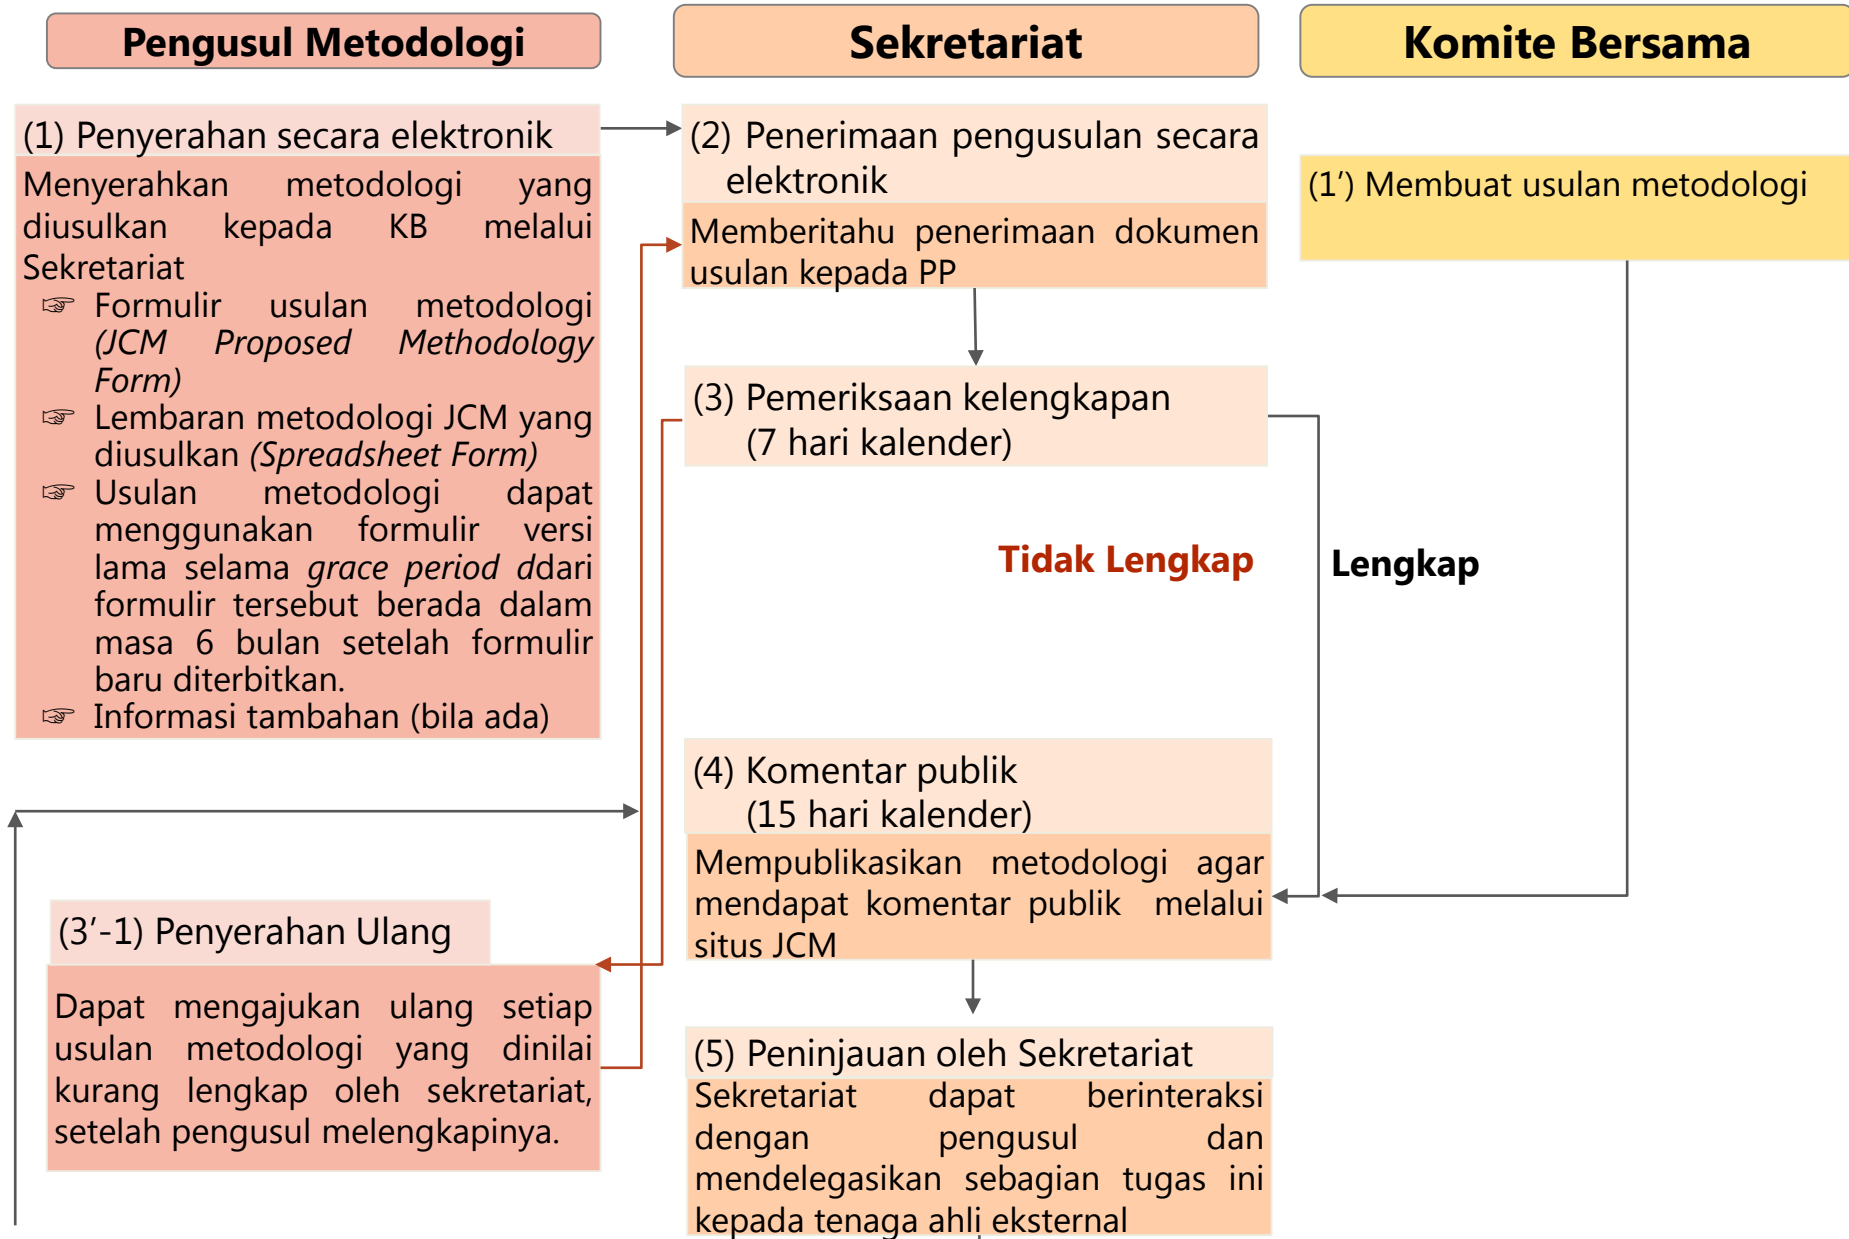 Pengusul Metodologi
Sekretariat
Komite Bersama
(1) Penyerahan secara elektronik
Menyerahkan metodologi yang
diusulkan kepada KB melalui
Sekretariat
☞ Formulir usulan metodologi
(JCM Proposed Methodology
Form)
☞ Lembaran metodologi JCM yang
diusulkan (Spreadsheet Form)
☞ Usulan metodologi dapat
menggunakan formulir versi
lama selama grace period ddari
formulir tersebut berada dalam
masa 6 bulan setelah formulir
baru diterbitkan.
☞ Informasi tambahan (bila ada)
(2) Penerimaan pengusulan secara
elektronik
Memberitahu penerimaan dokumen
usulan kepada PP
(1’) Membuat usulan metodologi
(3) Pemeriksaan kelengkapan
(7 hari kalender)
Tidak Lengkap
Lengkap
(4) Komentar publik
(15 hari kalender)
Mempublikasikan metodologi agar
mendapat komentar publik melalui
situs JCM
(3’-1) Penyerahan Ulang
Dapat mengajukan ulang setiap
usulan metodologi yang dinilai
kurang lengkap oleh sekretariat,
setelah pengusul melengkapinya.
(5) Peninjauan oleh Sekretariat
Sekretariat dapat berinteraksi
dengan pengusul dan
mendelegasikan sebagian tugas ini
kepada tenaga ahli eksternal